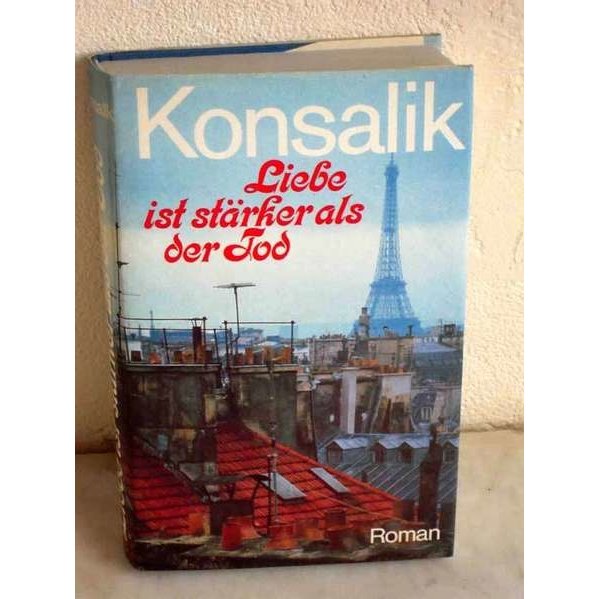 Konsalik
Liebe
ist stärker als
der Tod
Roman